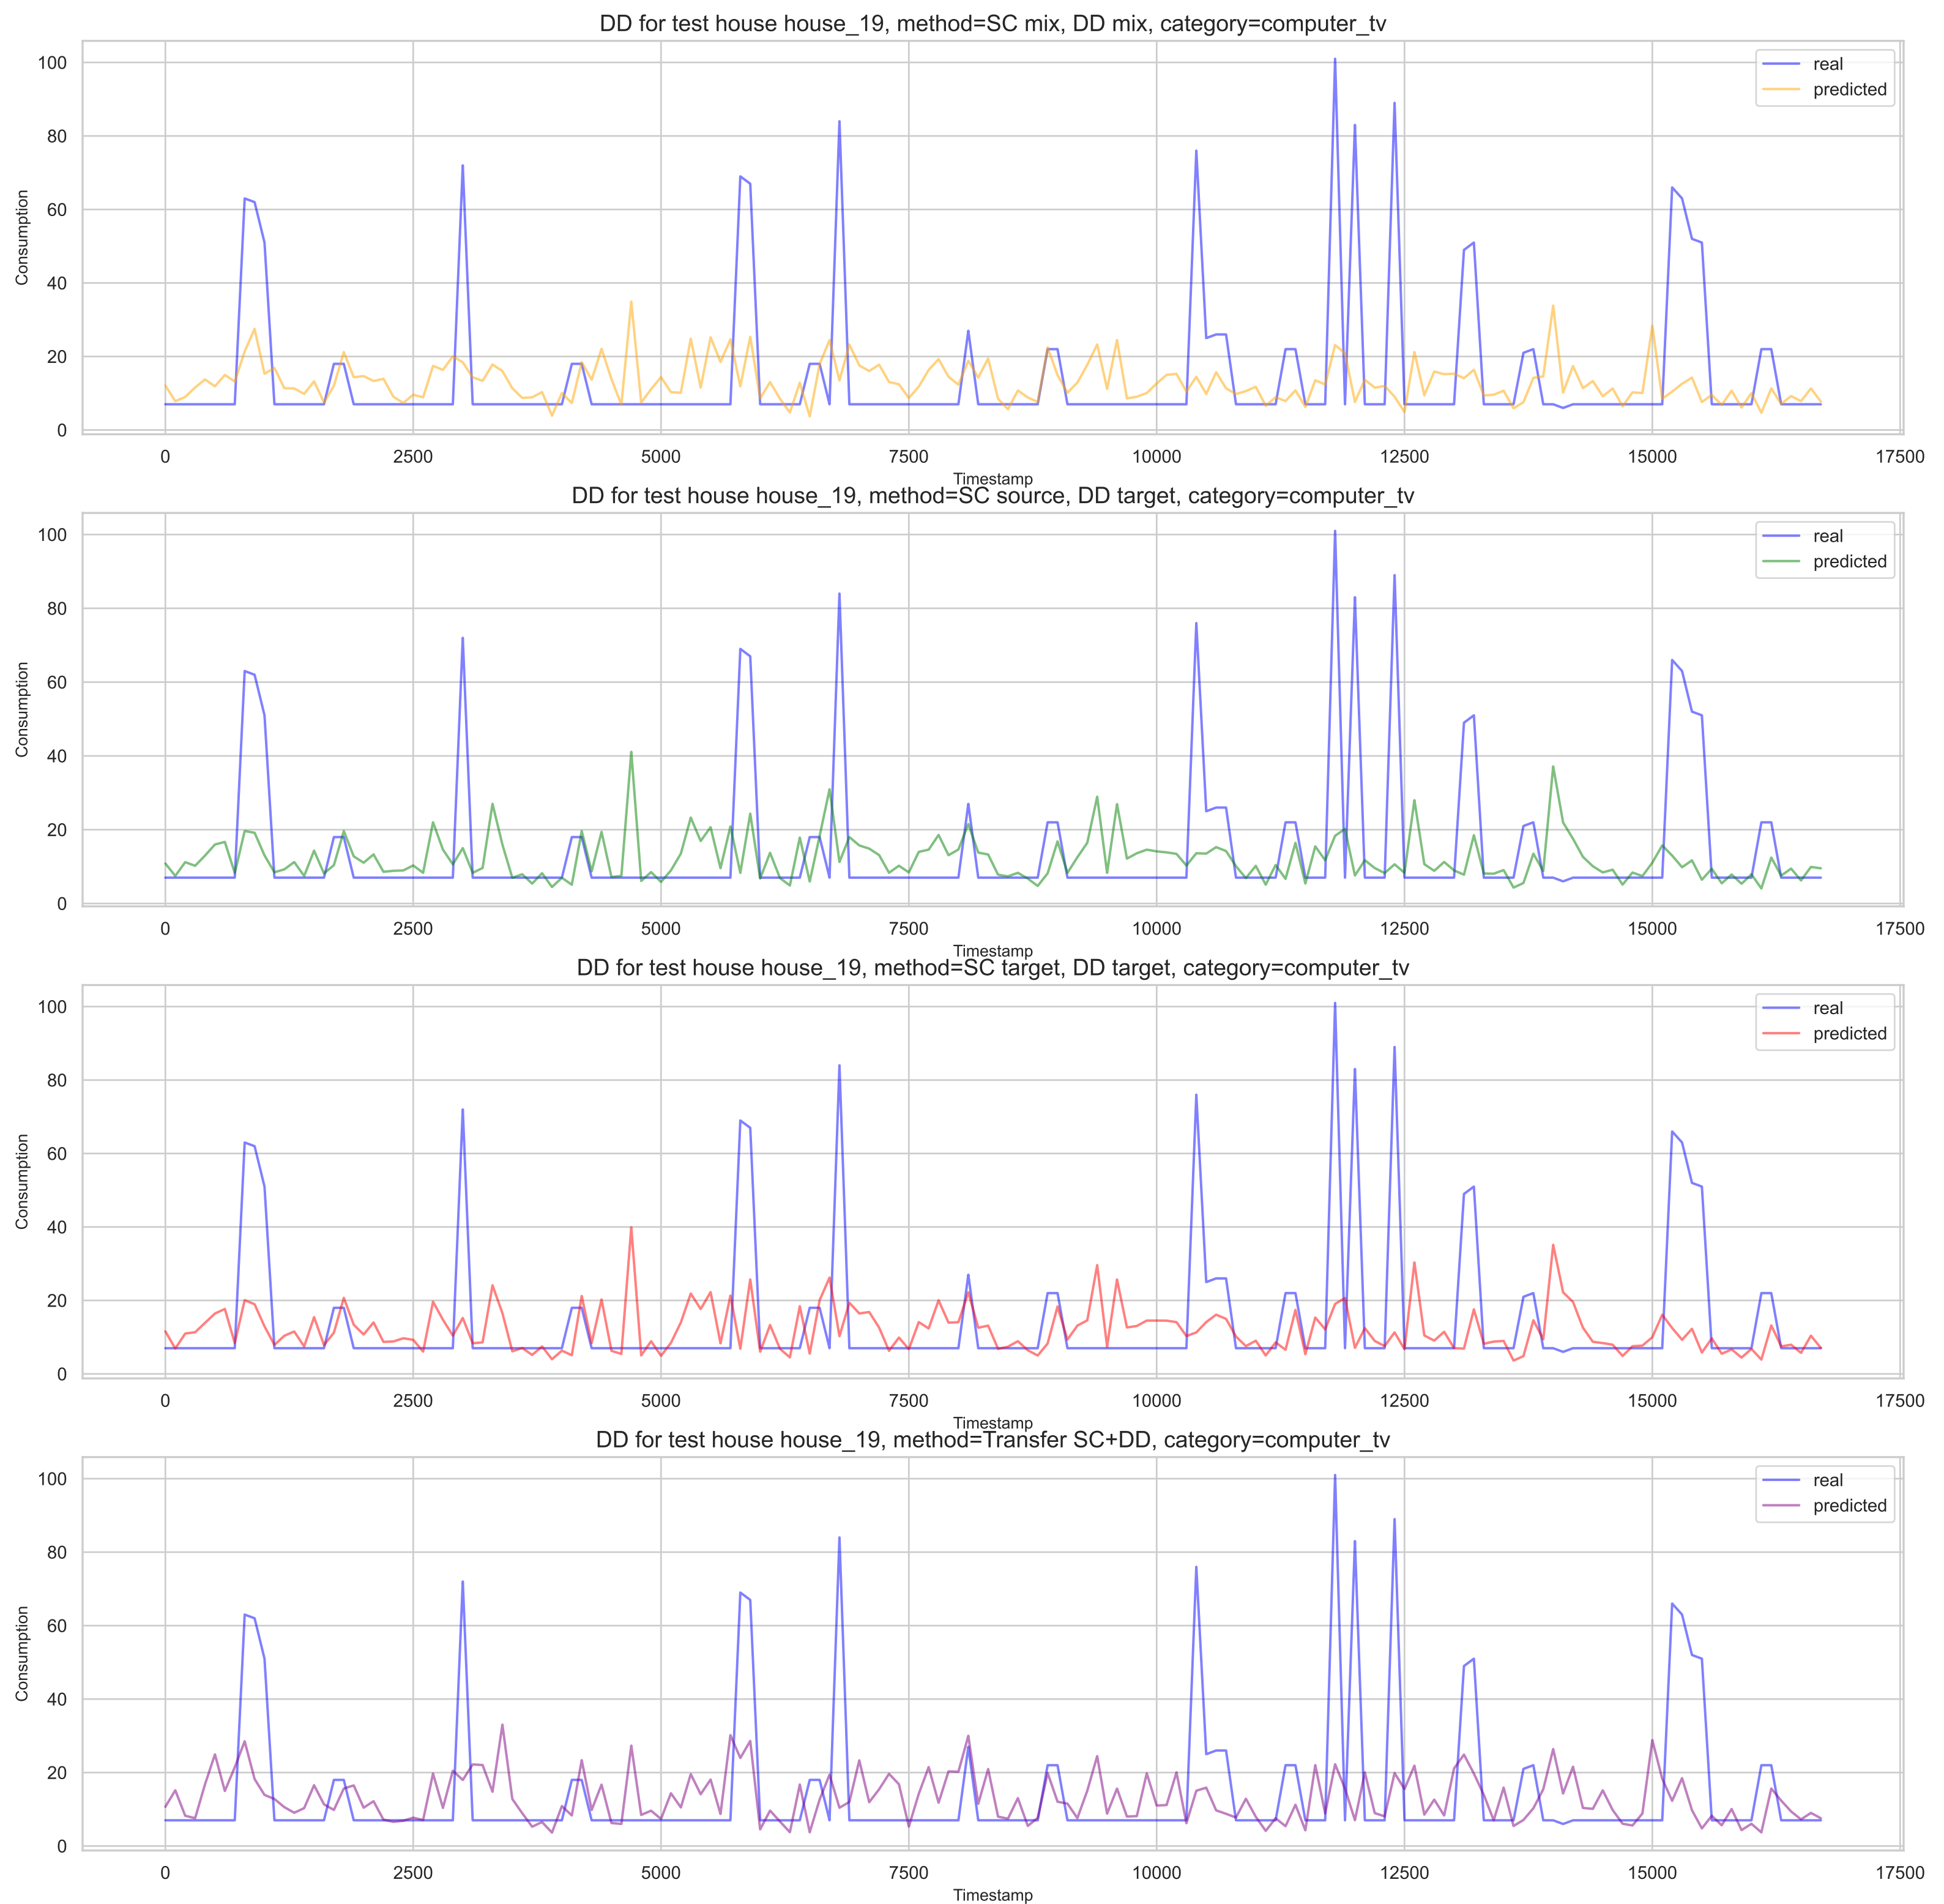 DD for test house house_19, method=SC mix, DD mix, category=computer_tv
100
80
60
40
20
0
Consumption
real
predicted
0 2500 5000 7500 10000 12500 15000 17500
Timestamp
DD for test house house_19, method=SC source, DD target, category=computer_tv
100
80
60
40
20
0
Consumption
real
predicted
0 2500 5000 7500 10000 12500 15000 17500
Timestamp
DD for test house house_19, method=SC target, DD target, category=computer_tv
100
80
60
40
20
0
Consumption
real
predicted
0 2500 5000 7500 10000 12500 15000 17500
Timestamp
DD for test house house_19, method=Transfer SC+DD, category=computer_tv
100
80
60
40
20
0
Consumption
real
predicted
0 2500 5000 7500 10000 12500 15000 17500
Timestamp